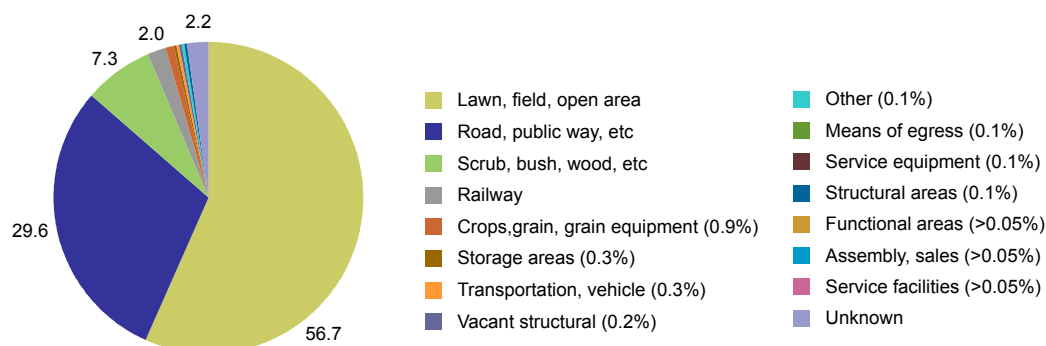 2.2
2.0
7.3
29.6
56.7
Lawn, field, open area
Road, public way, etc
Scrub, bush, wood, etc
Railway
Crops,grain, grain equipment (0.9%)
Storage areas (0.3%)
Transportation, vehicle (0.3%)
Vacant structural (0.2%)
Other (0.1%)
Means of egress (0.1%)
Service equipment (0.1%)
Structural areas (0.1%)
Functional areas (>0.05%)
Assembly, sales (>0.05%)
Service facilities (>0.05%)
Unknown